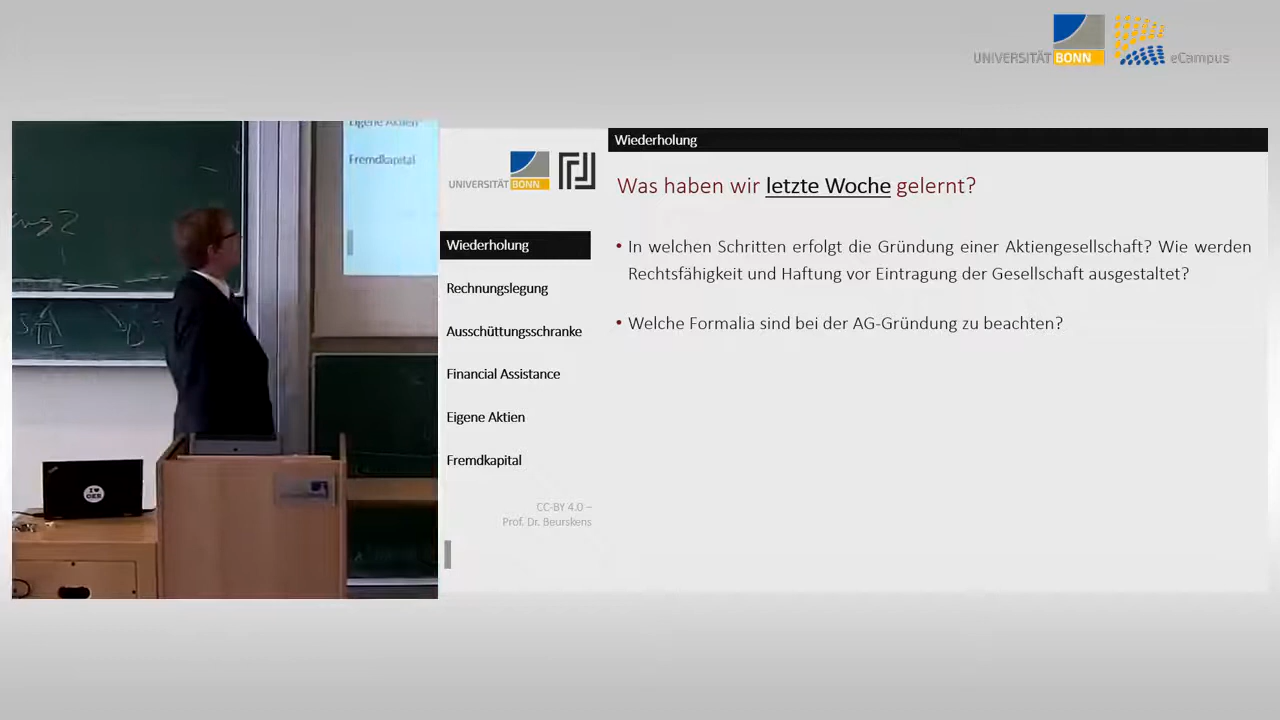 UNIVERSITÄT BONN
eCampus
Eigene Aktien
Fremdkapital
I ♥
OER
UNIVERSITÄT BONN
Wiederholung
Rechnungslegung
Ausschüttungsschranke
Financial Assistance
Eigene Aktien
Fremdkapital
CC-BY 4.0 –
Prof. Dr. Beurskens
Wiederholung
Was haben wir letzte Woche gelernt?
• In welchen Schritten erfolgt die Gründung einer Aktiengesellschaft? Wie werden
Rechtsfähigkeit und Haftung vor Eintragung der Gesellschaft ausgestaltet?
• Welche Formalia sind bei der AG-Gründung zu beachten?